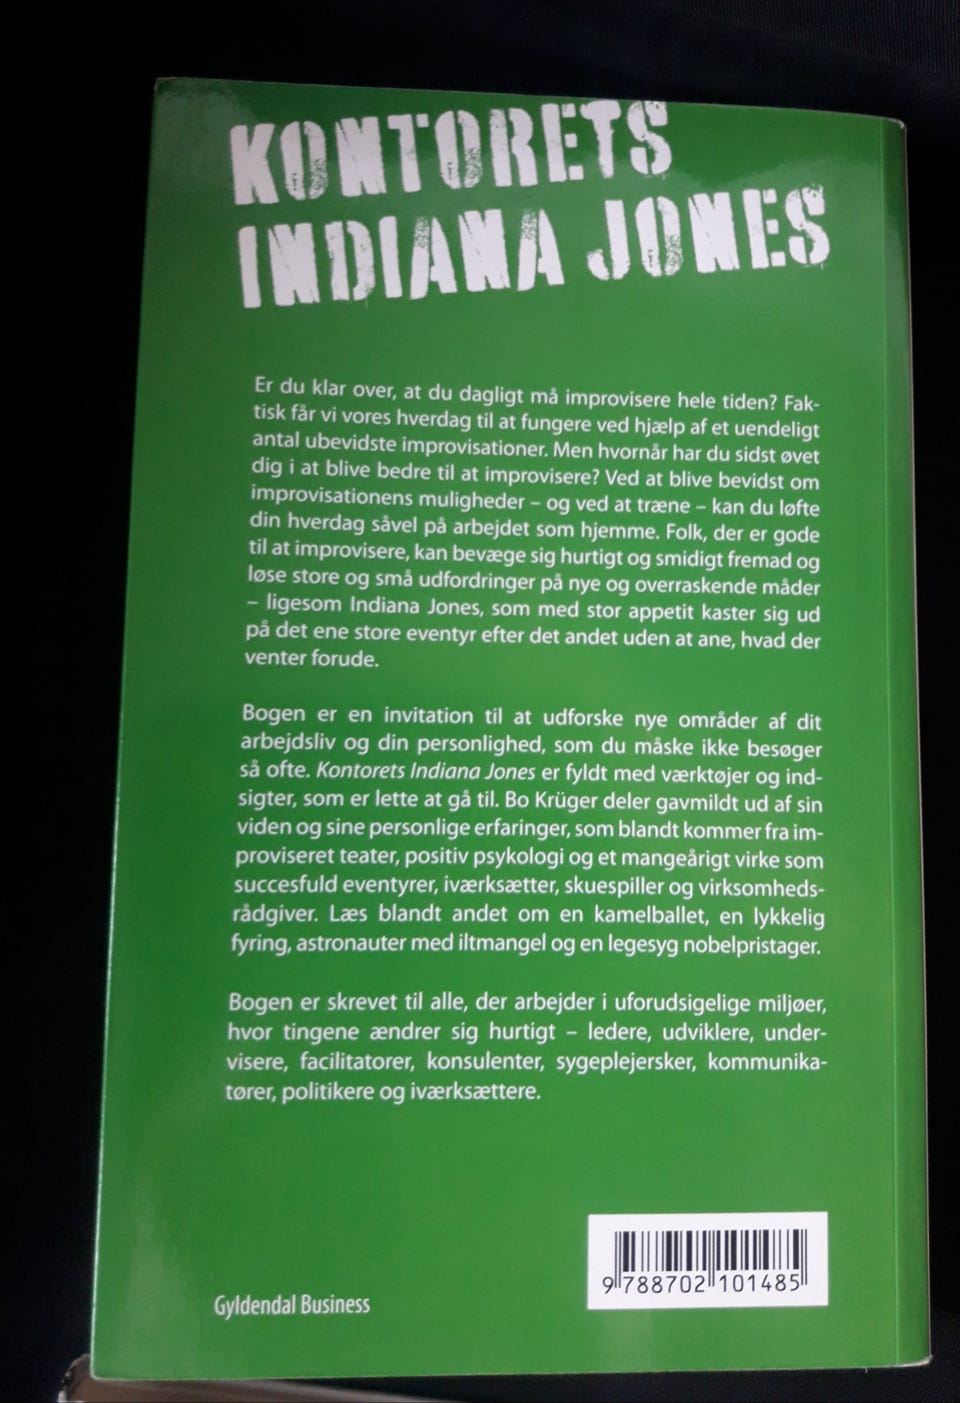 KONTORETS
INDIANA JONES
Er du klar over, at du dagligt må improvisere hele tiden? Fak-
tisk får vi vores hverdag til at fungere ved hjælp af et uendeligt
antal ubevidste improvisationer. Men hvornår har du sidst øvet
dig i at blive bedre til at improvisere? Ved at blive bevidst om
improvisationens muligheder – og ved at træne – kan du løfte
din hverdag såvel på arbejdet som hjemme. Folk, der er gode
til at improvisere, kan bevæge sig hurtigt og smidigt fremad og
løse store og små udfordringer på nye og overraskende måder
– ligesom Indiana Jones, som med stor appetit kaster sig ud
på det ene store eventyr efter det andet uden at ane, hvad der
venter forude.
Bogen er en invitation til at udforske nye områder af dit
arbejdsliv og din personlighed, som du måske ikke besøger
så ofte. Kontorets Indiana Jones er fyldt med værktøjer og ind-
sigter, som er lette at gå til. Bo Krüger deler gavmildt ud af sin
viden og sine personlige erfaringer, som blandt kommer fra im-
proviseret teater, positiv psykologi og et mangeårigt virke som
succesfuld eventyrer, iværksætter, skuespiller og virksomheds-
rådgiver. Læs blandt andet om en kamelballet, en lykkelig
fyring, astronauter med iltmangel og en legesyg nobelpristager.
Bogen er skrevet til alle, der arbejder i uforudsigelige miljøer,
hvor tingene ændrer sig hurtigt – ledere, udviklere, under-
visere, facilitatorer, konsulenter, sygeplejersker, kommunika-
tører, politikere og iværksættere.
9 788702 101485
Gyldendal Business